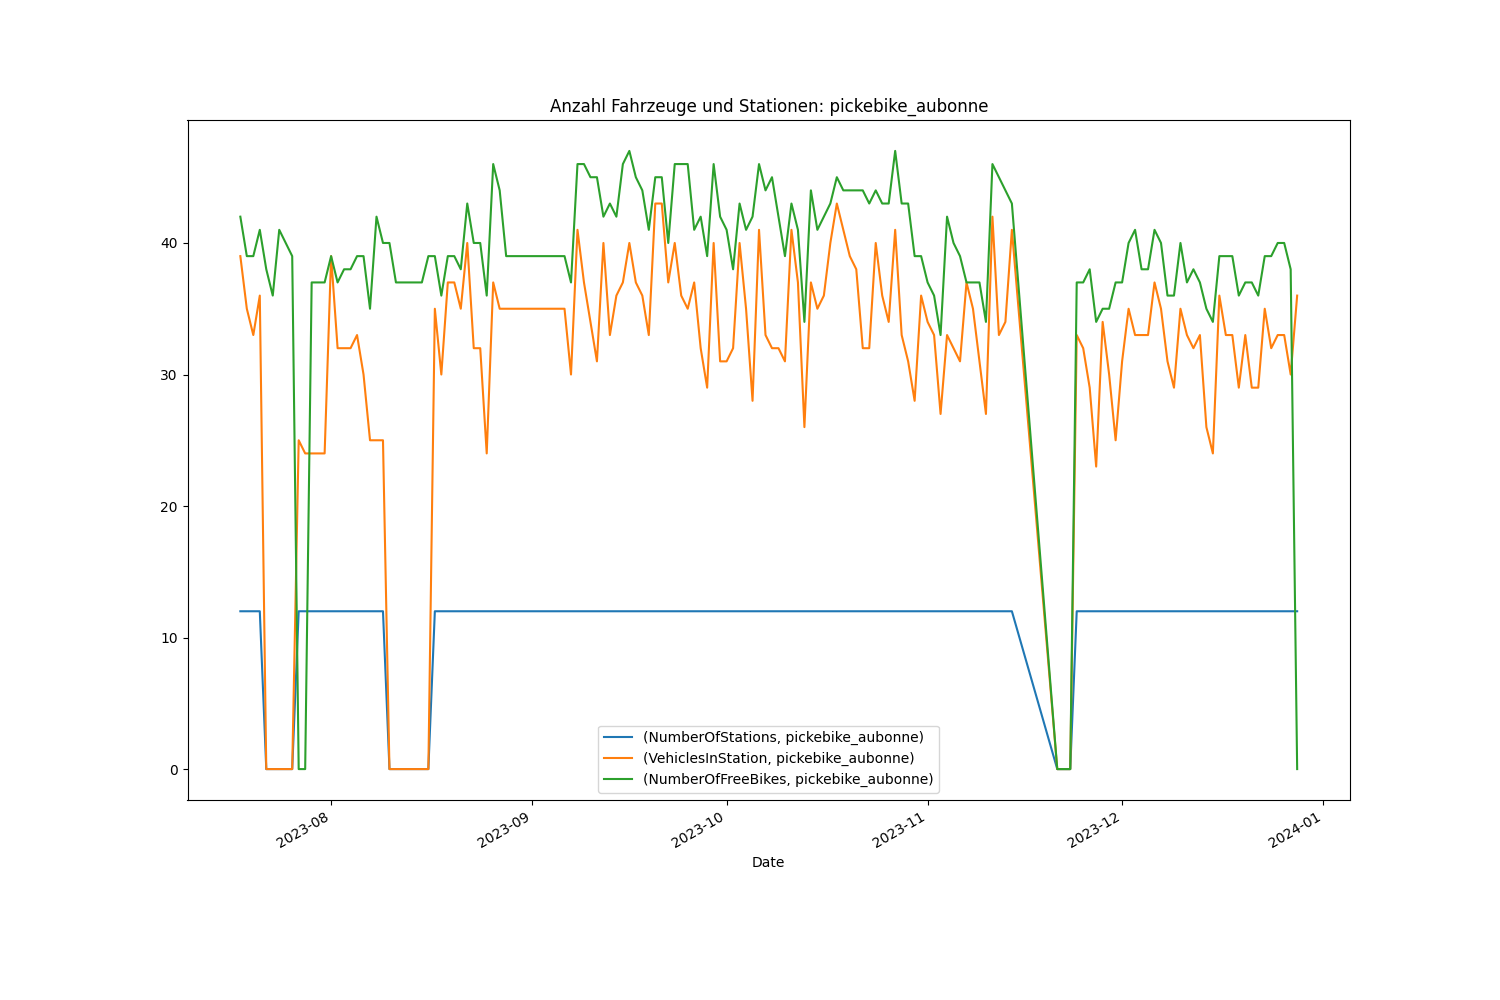 Anzahl Fahrzeuge und Stationen: pickebike_aubonne
40
30
20
10
0
(NumberOfStations, pickebike_aubonne)
(VehiclesInStation, pickebike_aubonne)
(NumberOfFreeBikes, pickebike_aubonne)
2023-08
2023-09
2023-10
2023-11
2023-12
2024-01
Date